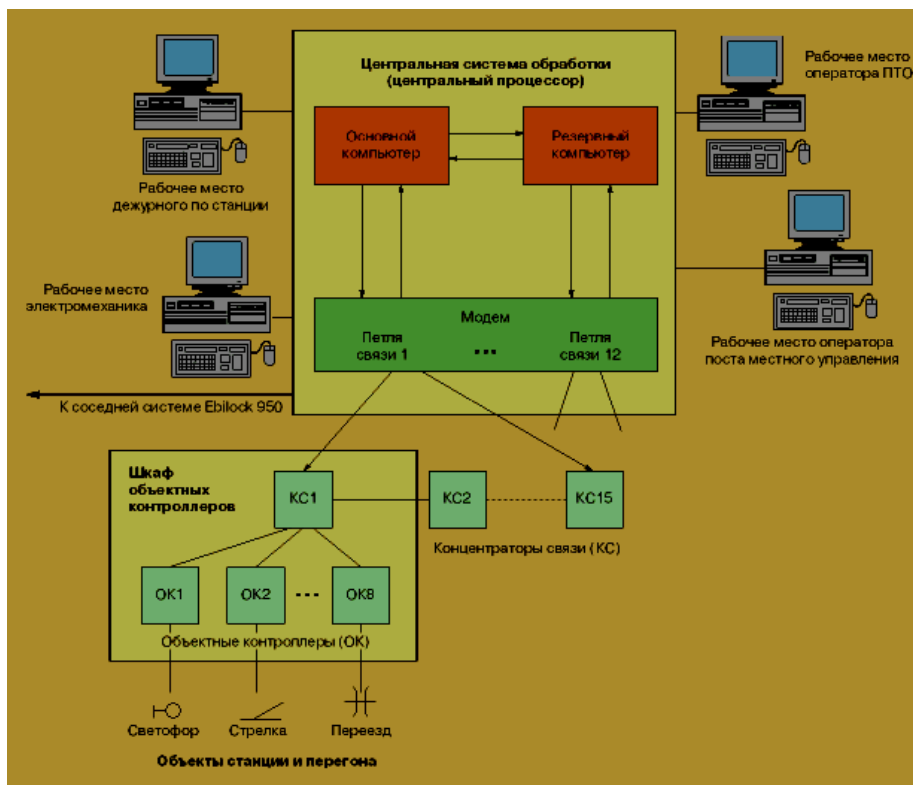 Центральная система обработки
(центральный процессор)
Рабочее место
оператора ПТО
Основной
компьютер
Резервный
компьютер
Рабочее место
дежурного по станции
Рабочее место
электромеханика
Модем
Петля
связи 1
...
Петля
связи 12
Рабочее место оператора
поста местного управления
К соседней системе Ebilock 950
Шкаф
объектных
контроллеров
КС1
КС2
КС15
Концентраторы связи (КС)
ОК1
ОК2
...
ОК8
Объектные контроллеры (ОК)
Светофор
Стрелка
Переезд
Объекты станции и перегона